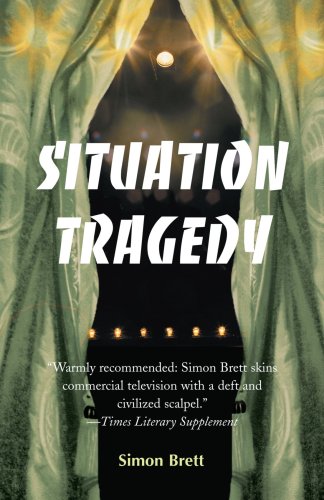 SITUATION
TRAGEDY
“Warmly recommended: Simon Brett skins
commercial television with a deft and
civilized scalpel.”
—Times Literary Supplement
Simon Brett